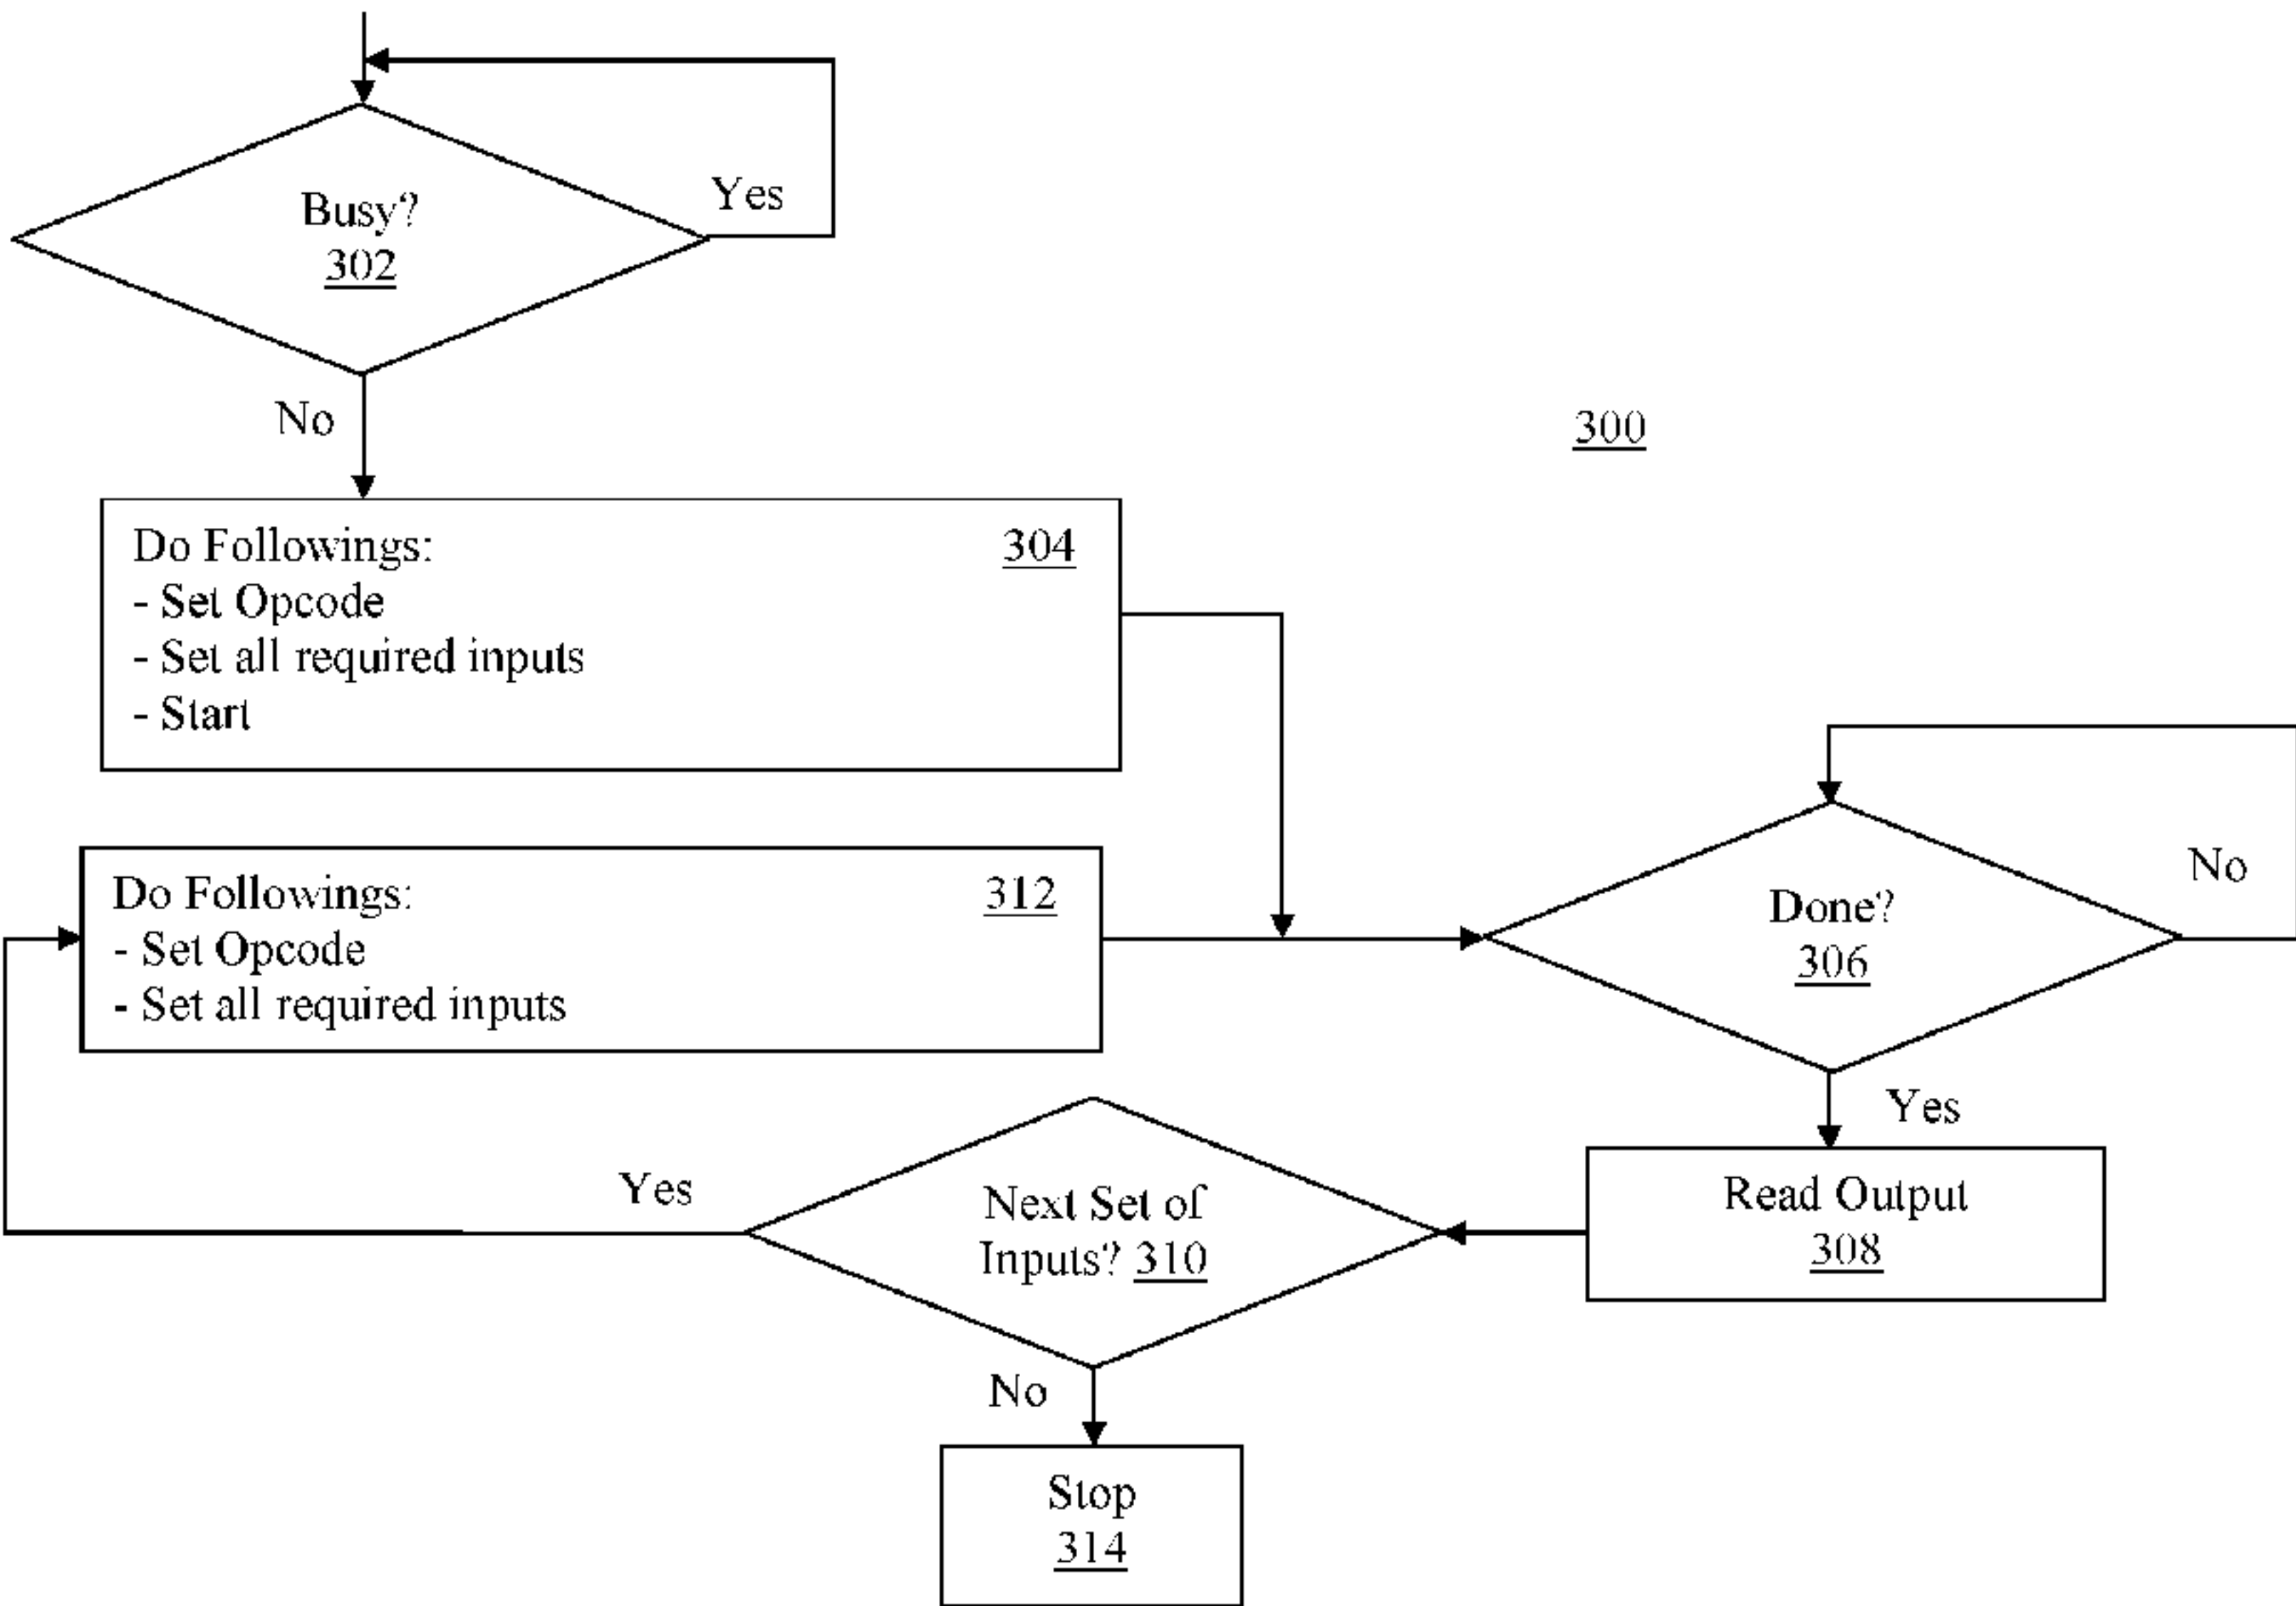 Busy?
302
Yes
No
300
Do Followings: 304
- Set Opcode
- Set all required inputs
- Start
Do Followings: 312
- Set Opcode
- Set all required inputs
Done?
306
No
Yes
Read Output
308
Next Set of
Inputs? 310
Yes
No
Stop
314